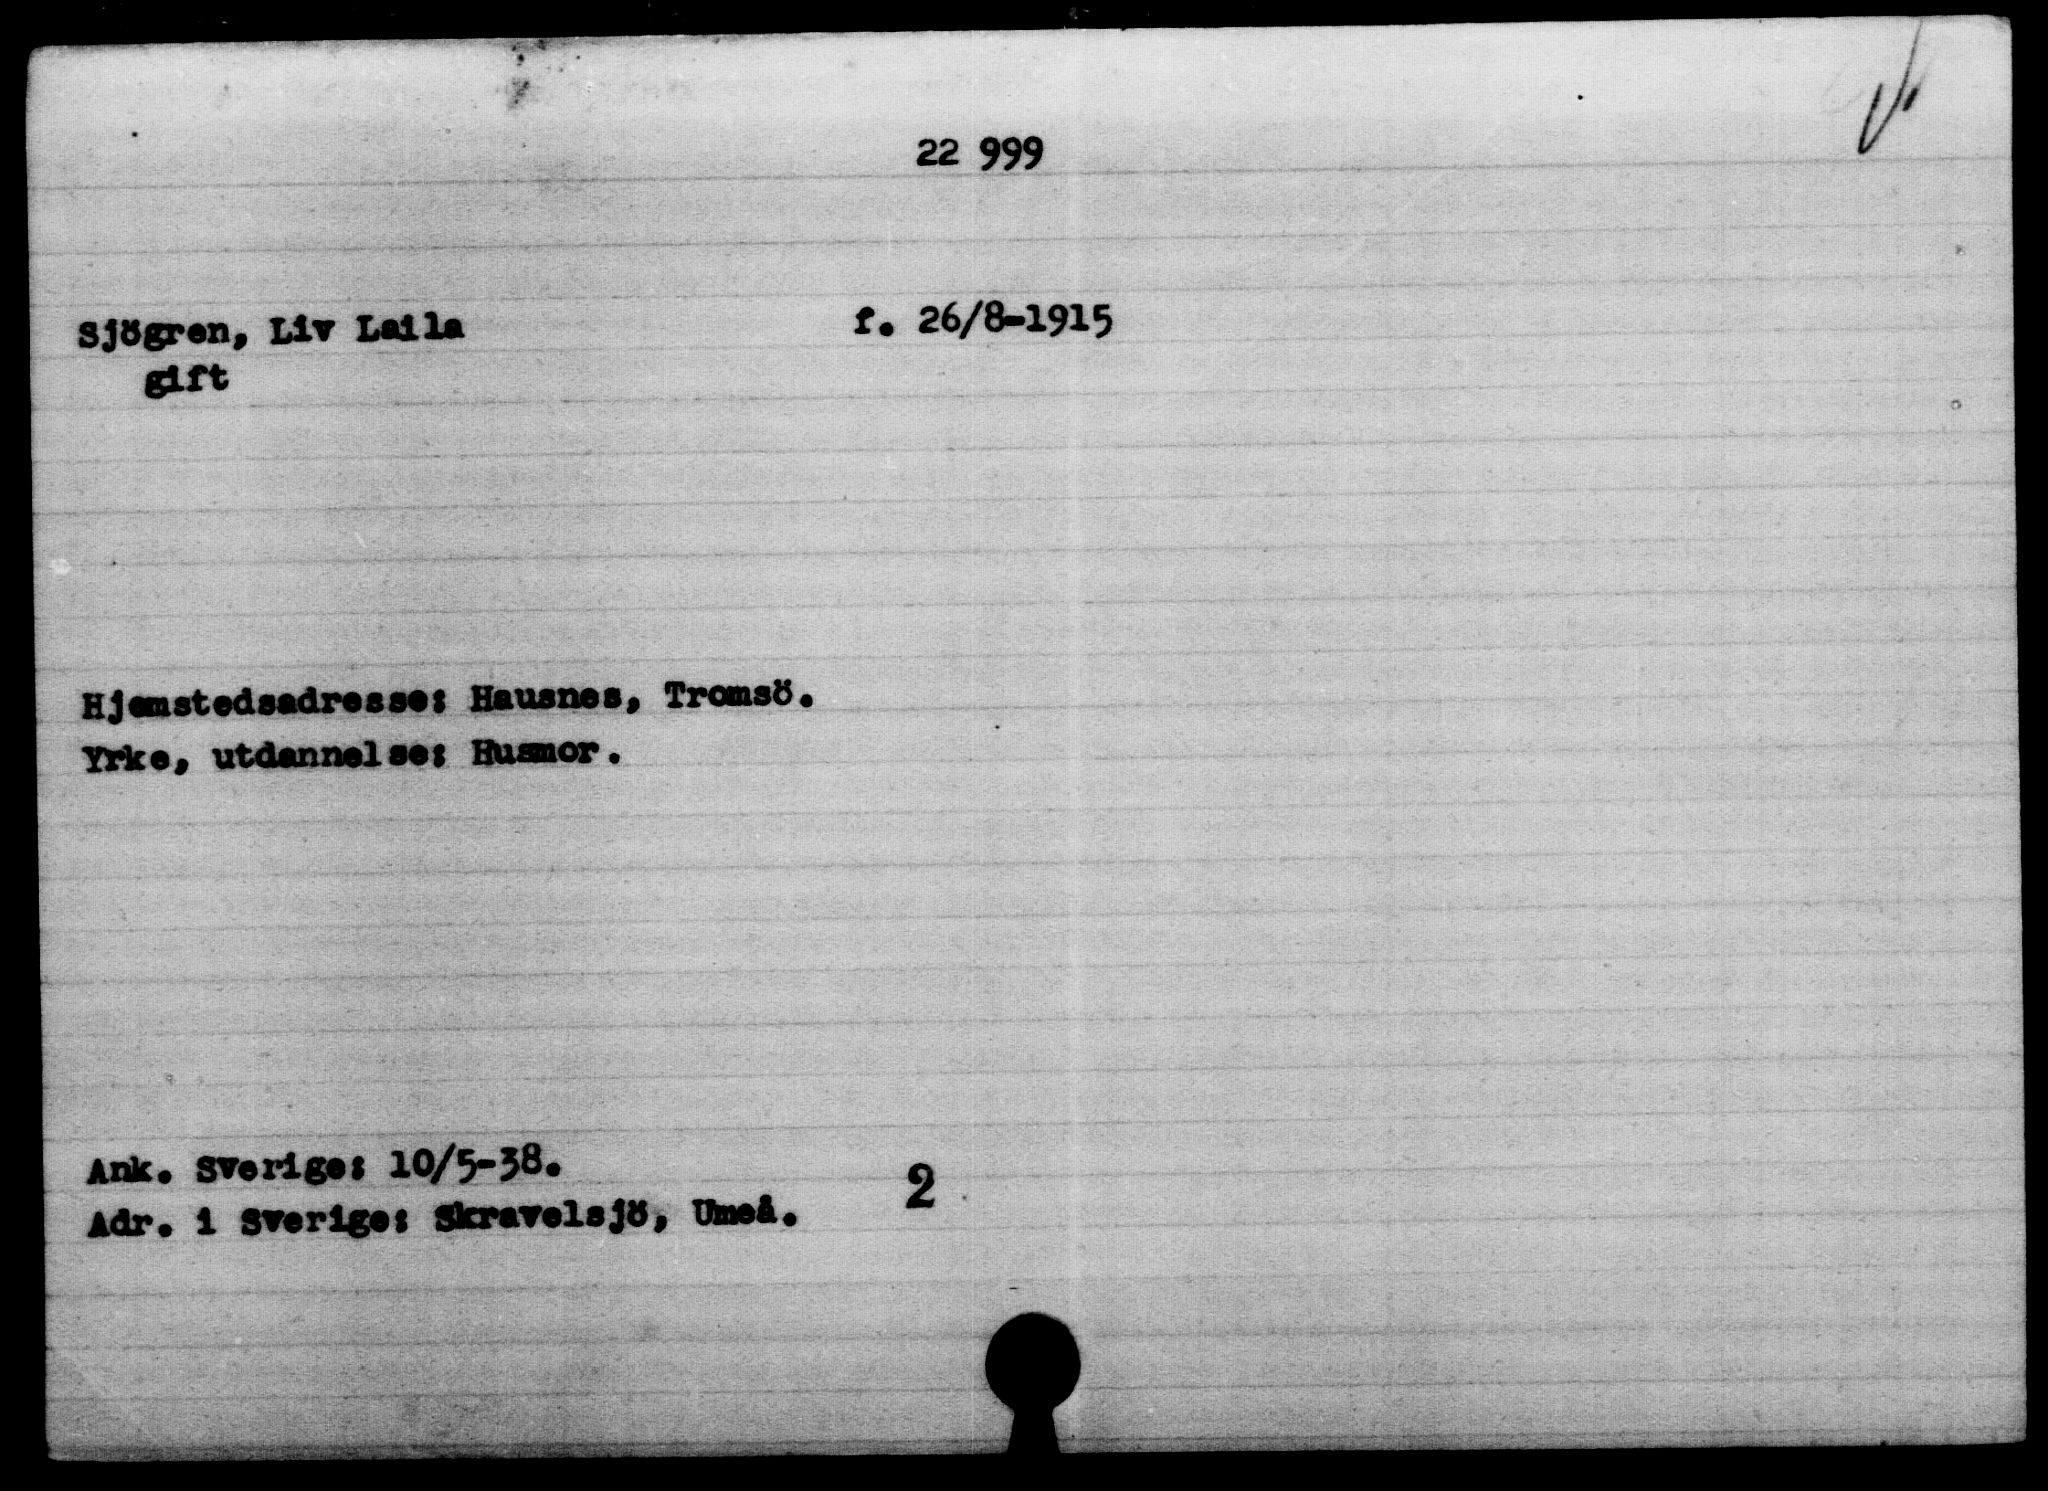 22 999
Sjögren, Liv Laila f. 26/8-1915
gift
Hjemstedsadresse: Hausnes, Tromsö.
Yrke, utdannelse: Husmor.
Ank. Sverige: 10/5-38.
Adr. i Sverige: Skravelsjö, Umeå.
2